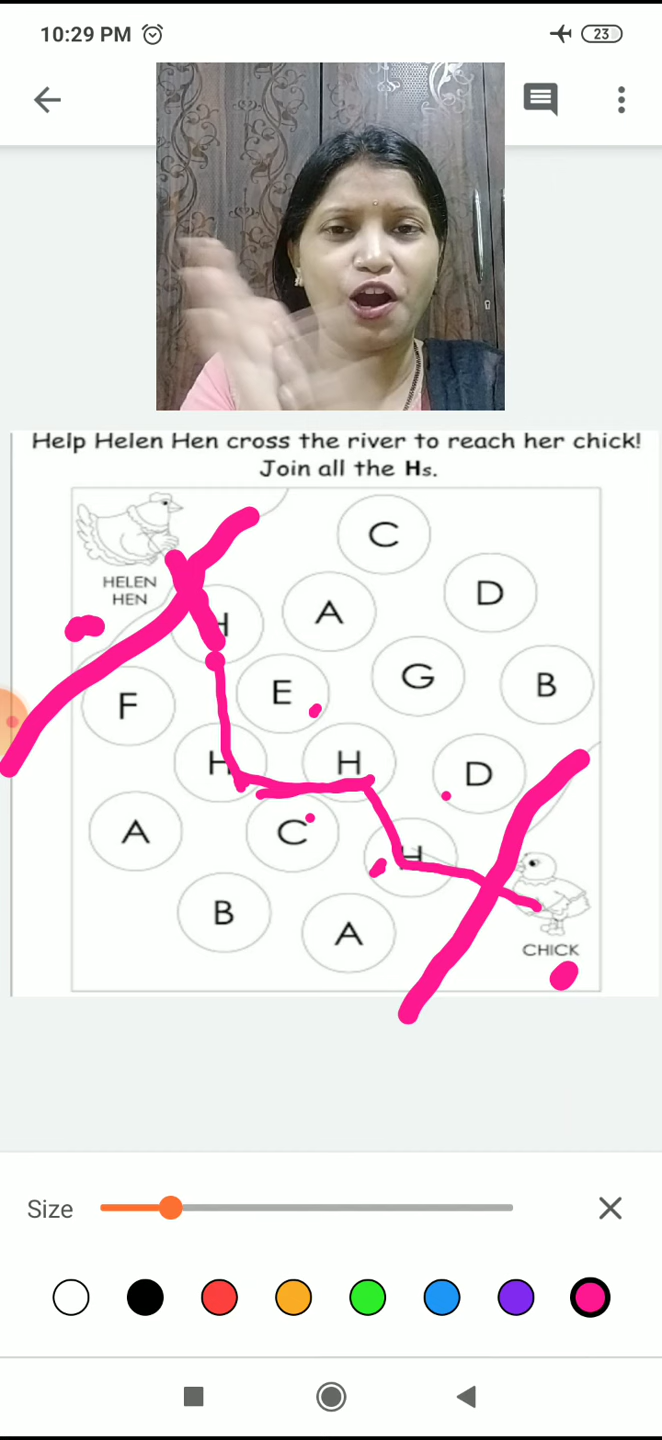 10:29 PM
23
Help Helen Hen cross the river to reach her chick!
Join all the Hs.
C
D
HELEN
HEN
H
A
G
B
E
F
H
H
D
A
C
H
B
A
CHICK
Size